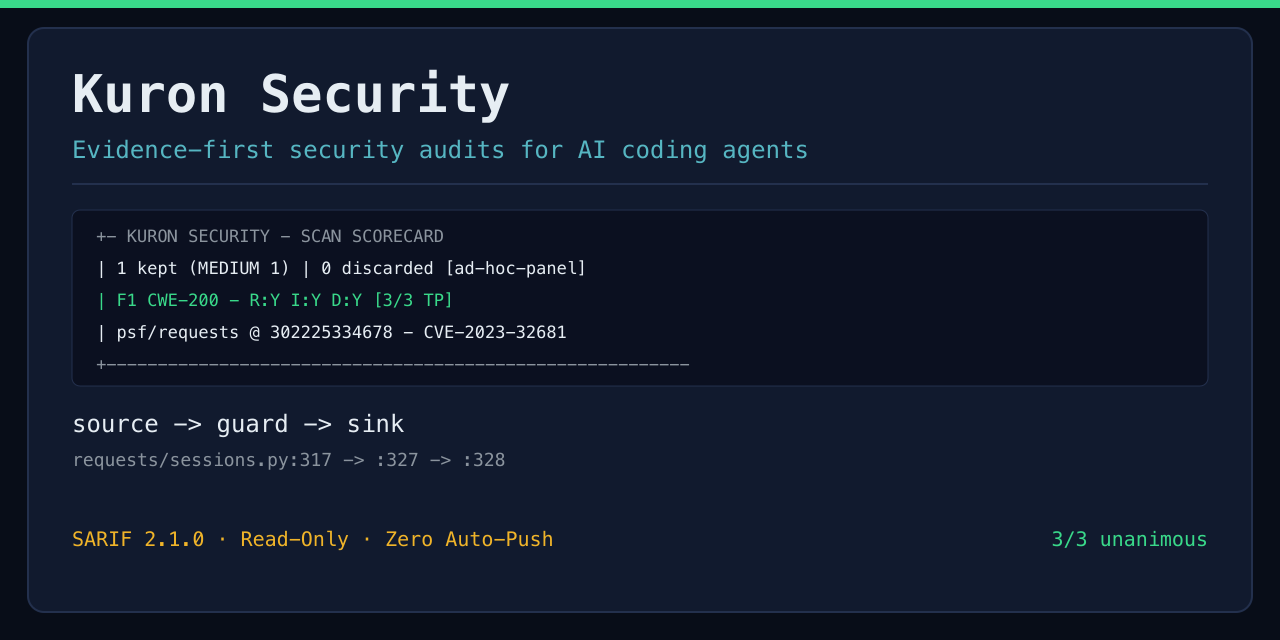 Kuron Security
Evidence-first security audits for AI coding agents
+- KURON SECURITY - SCAN SCORECARD
| 1 kept (MEDIUM 1) | 0 discarded [ad-hoc-panel]
| F1 CWE-200 - R:Y I:Y D:Y [3/3 TP]
| psf/requests @ 302225334678 - CVE-2023-32681
+---------------------------------------------------------
source -> guard -> sink
requests/sessions.py:317 -> :327 -> :328
SARIF 2.1.0 · Read-Only · Zero Auto-Push
3/3 unanimous